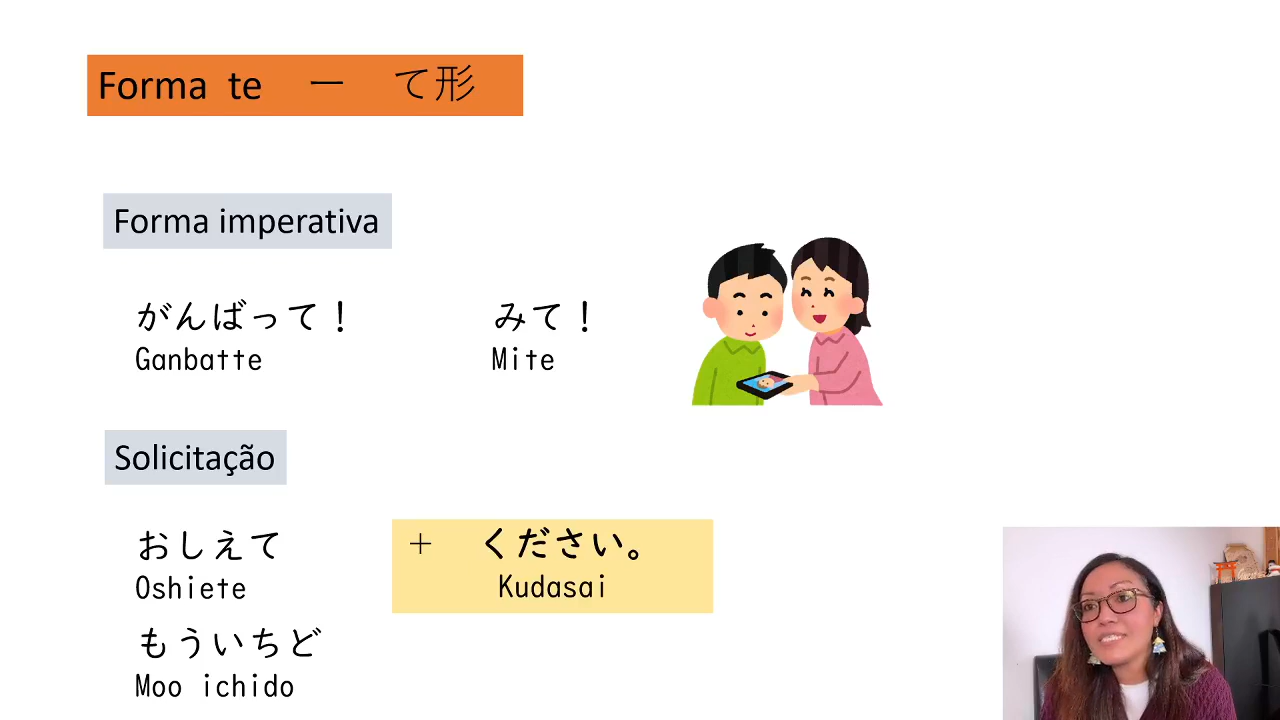 Forma te ー て形
Forma imperativa
がんばって！ みて！
Ganbatte Mite
Solicitação
おしえて ＋ ください。
Oshiete Kudasai
もういちど
Moo ichido